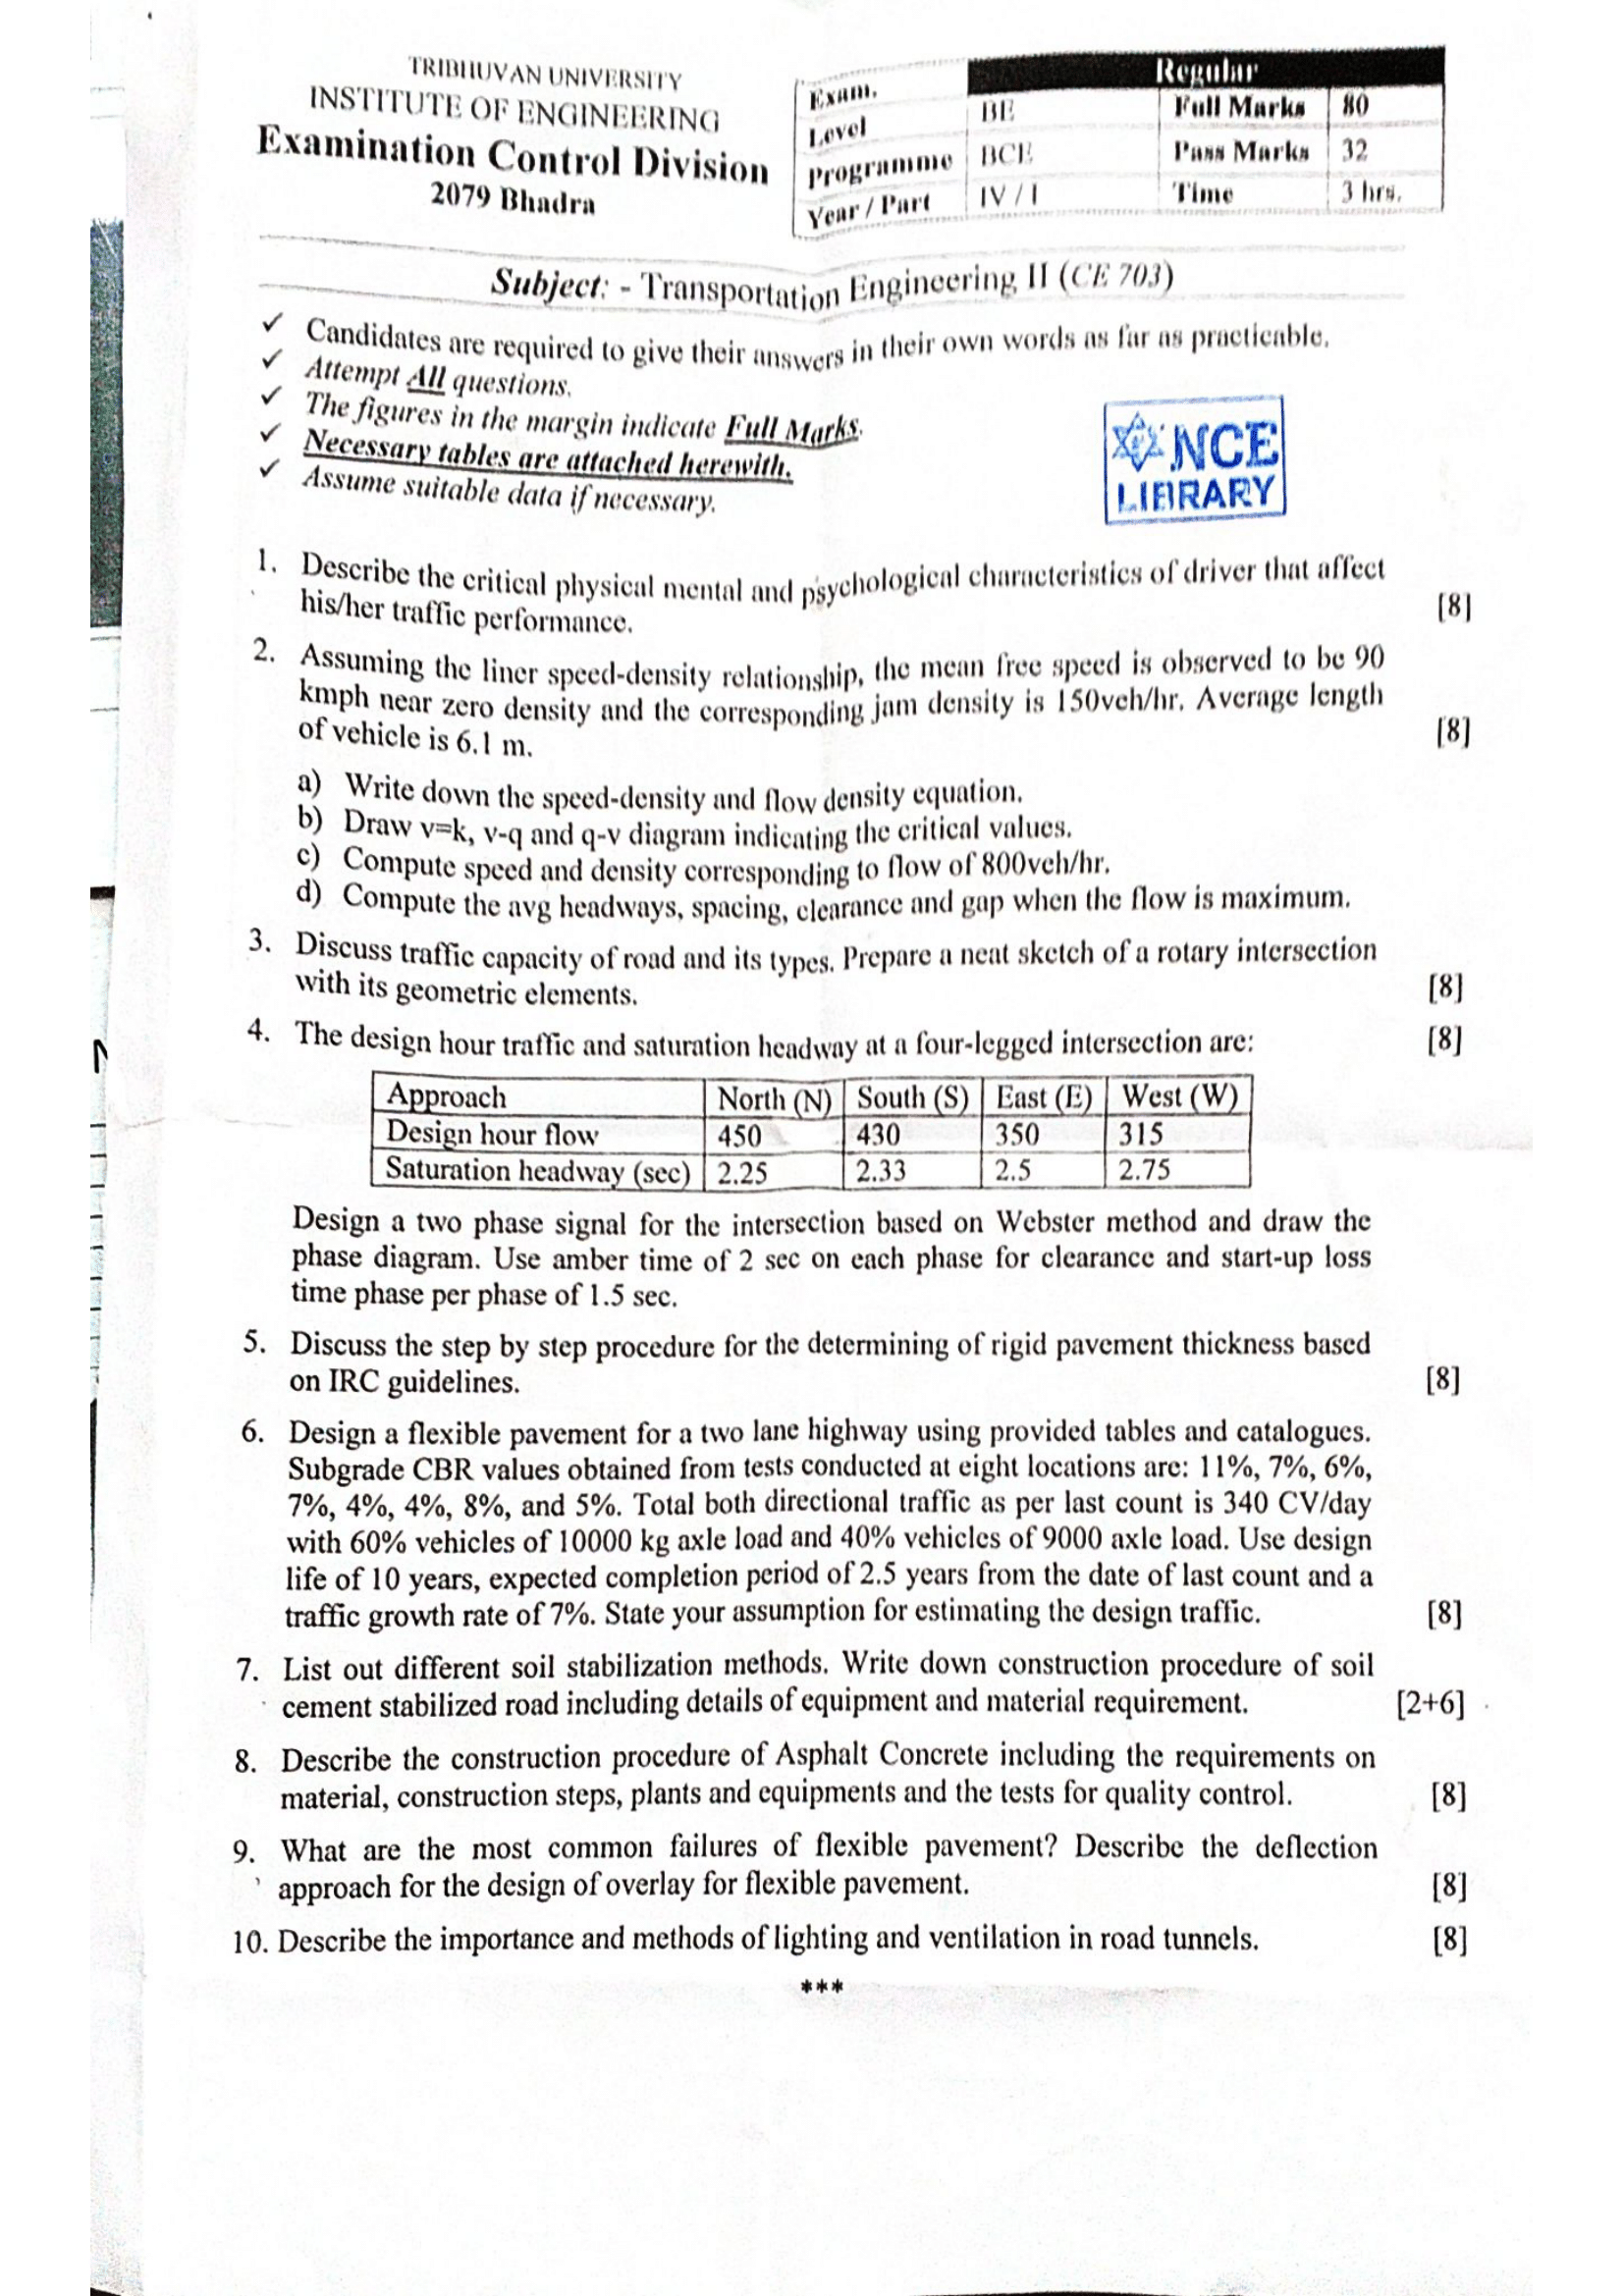 TRIBHUVAN UNIVERSITY
INSTITUTE OF ENGINEERING
Examination Control Division
2079 Bhadra
Exam. Regular
Level BE Full Marks 80
Programme BCE Pass Marks 32
Year / Part IV / I Time 3 hrs.
Subject: - Transportation Engineering II (CE 703)
✓ Candidates are required to give their answers in their own words as far as practicable.
✓ Attempt All questions.
✓ The figures in the margin indicate Full Marks.
✓ Necessary tables are attached herewith.
✓ Assume suitable data if necessary.
NCE
LIBRARY
1. Describe the critical physical mental and psychological characteristics of driver that affect
his/her traffic performance. [8]
2. Assuming the liner speed-density relationship, the mean free speed is observed to be 90
kmph near zero density and the corresponding jam density is 150veh/hr. Average length
of vehicle is 6.1 m. [8]
a) Write down the speed-density and flow density equation.
b) Draw v=k, v-q and q-v diagram indicating the critical values.
c) Compute speed and density corresponding to flow of 800veh/hr.
d) Compute the avg headways, spacing, clearance and gap when the flow is maximum.
3. Discuss traffic capacity of road and its types. Prepare a neat sketch of a rotary intersection
with its geometric elements. [8]
4. The design hour traffic and saturation headway at a four-legged intersection are: [8]
Approach North (N) South (S) East (E) West (W)
Design hour flow 450 430 350 315
Saturation headway (sec) 2.25 2.33 2.5 2.75
Design a two phase signal for the intersection based on Webster method and draw the
phase diagram. Use amber time of 2 sec on each phase for clearance and start-up loss
time phase per phase of 1.5 sec.
5. Discuss the step by step procedure for the determining of rigid pavement thickness based
on IRC guidelines. [8]
6. Design a flexible pavement for a two lane highway using provided tables and catalogues.
Subgrade CBR values obtained from tests conducted at eight locations are: 11%, 7%, 6%,
7%, 4%, 4%, 8%, and 5%. Total both directional traffic as per last count is 340 CV/day
with 60% vehicles of 10000 kg axle load and 40% vehicles of 9000 axle load. Use design
life of 10 years, expected completion period of 2.5 years from the date of last count and a
traffic growth rate of 7%. State your assumption for estimating the design traffic. [8]
7. List out different soil stabilization methods. Write down construction procedure of soil
cement stabilized road including details of equipment and material requirement. [2+6]
8. Describe the construction procedure of Asphalt Concrete including the requirements on
material, construction steps, plants and equipments and the tests for quality control. [8]
9. What are the most common failures of flexible pavement? Describe the deflection
approach for the design of overlay for flexible pavement. [8]
10. Describe the importance and methods of lighting and ventilation in road tunnels. [8]
***